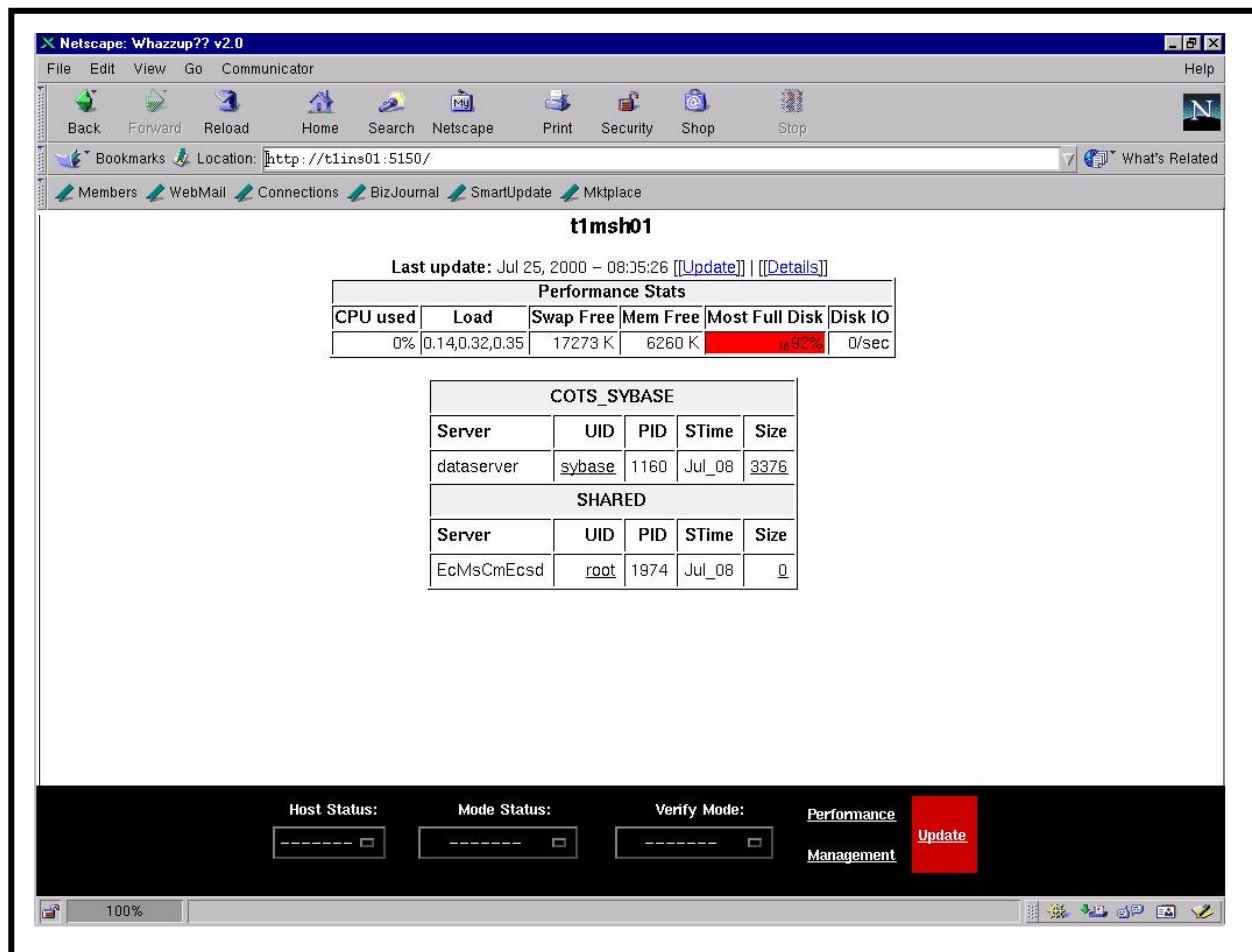 Netscape: Whazzup?? v2.0
File Edit View Go Communicator Help
Back Forward Reload Home Search Netscape Print Security Shop Stop
Bookmarks Location: http://t1ins01:5150/ What's Related
Members WebMail Connections BizJournal SmartUpdate Mktplace
t1msh01
Last update: Jul 25, 2000 – 08:05:26 [[Update]] | [[Details]]
Performance Stats
CPU used Load Swap Free Mem Free Most Full Disk Disk IO
0% 0.14,0.32,0.35 17273 K 6260 K 92% 0/sec
COTS_SYBASE
Server UID PID STime Size
dataserver sybase 1160 Jul_08 3376
SHARED
Server UID PID STime Size
EcMsCmEcsd root 1974 Jul_08 0
Host Status: Mode Status: Verify Mode: Performance
------- ------- ------- Update
Management
100%